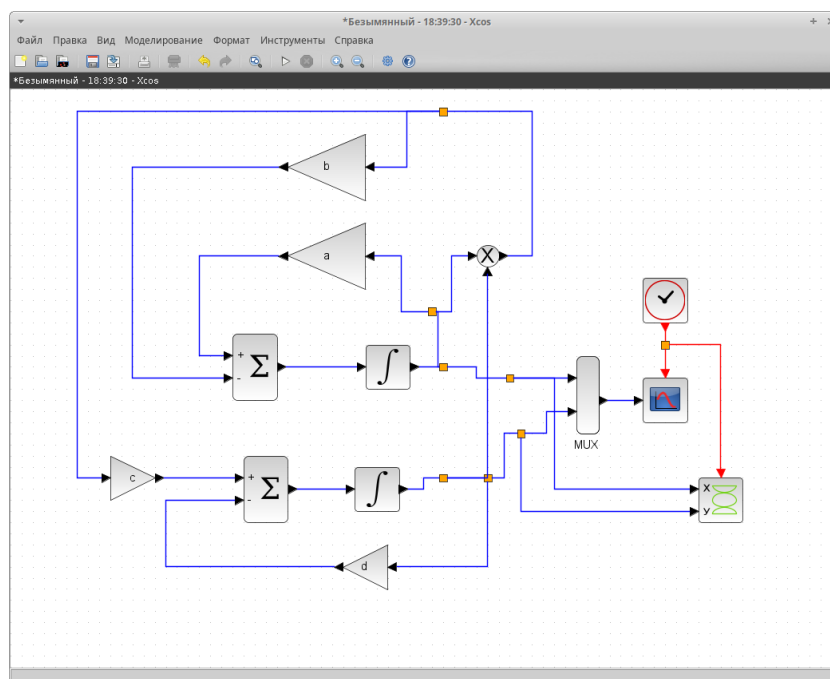 *Безымянный - 18:39:30 - Xcos
Файл Правка Вид Моделирование Формат Инструменты Справка
*Безымянный - 18:39:30 - Xcos
b
a
X
+
-
Σ
∫
MUX
c
+
-
Σ
∫
X
y
d